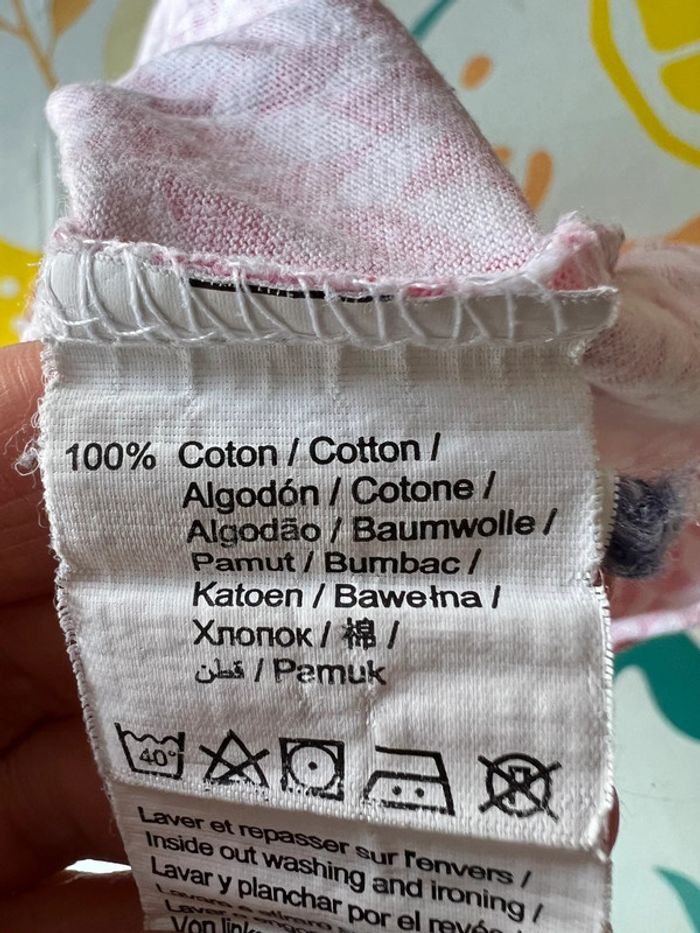 100% Coton / Cotton /
Algodón / Cotone /
Algodão / Baumwolle /
Pamut / Bumbac /
Katoen / Bawełna /
Хлопок / 棉 /
قطن / Pamuk
40°
Laver et repasser sur l'envers /
Inside out washing and ironing /
Lavar y planchar por el revés
Von